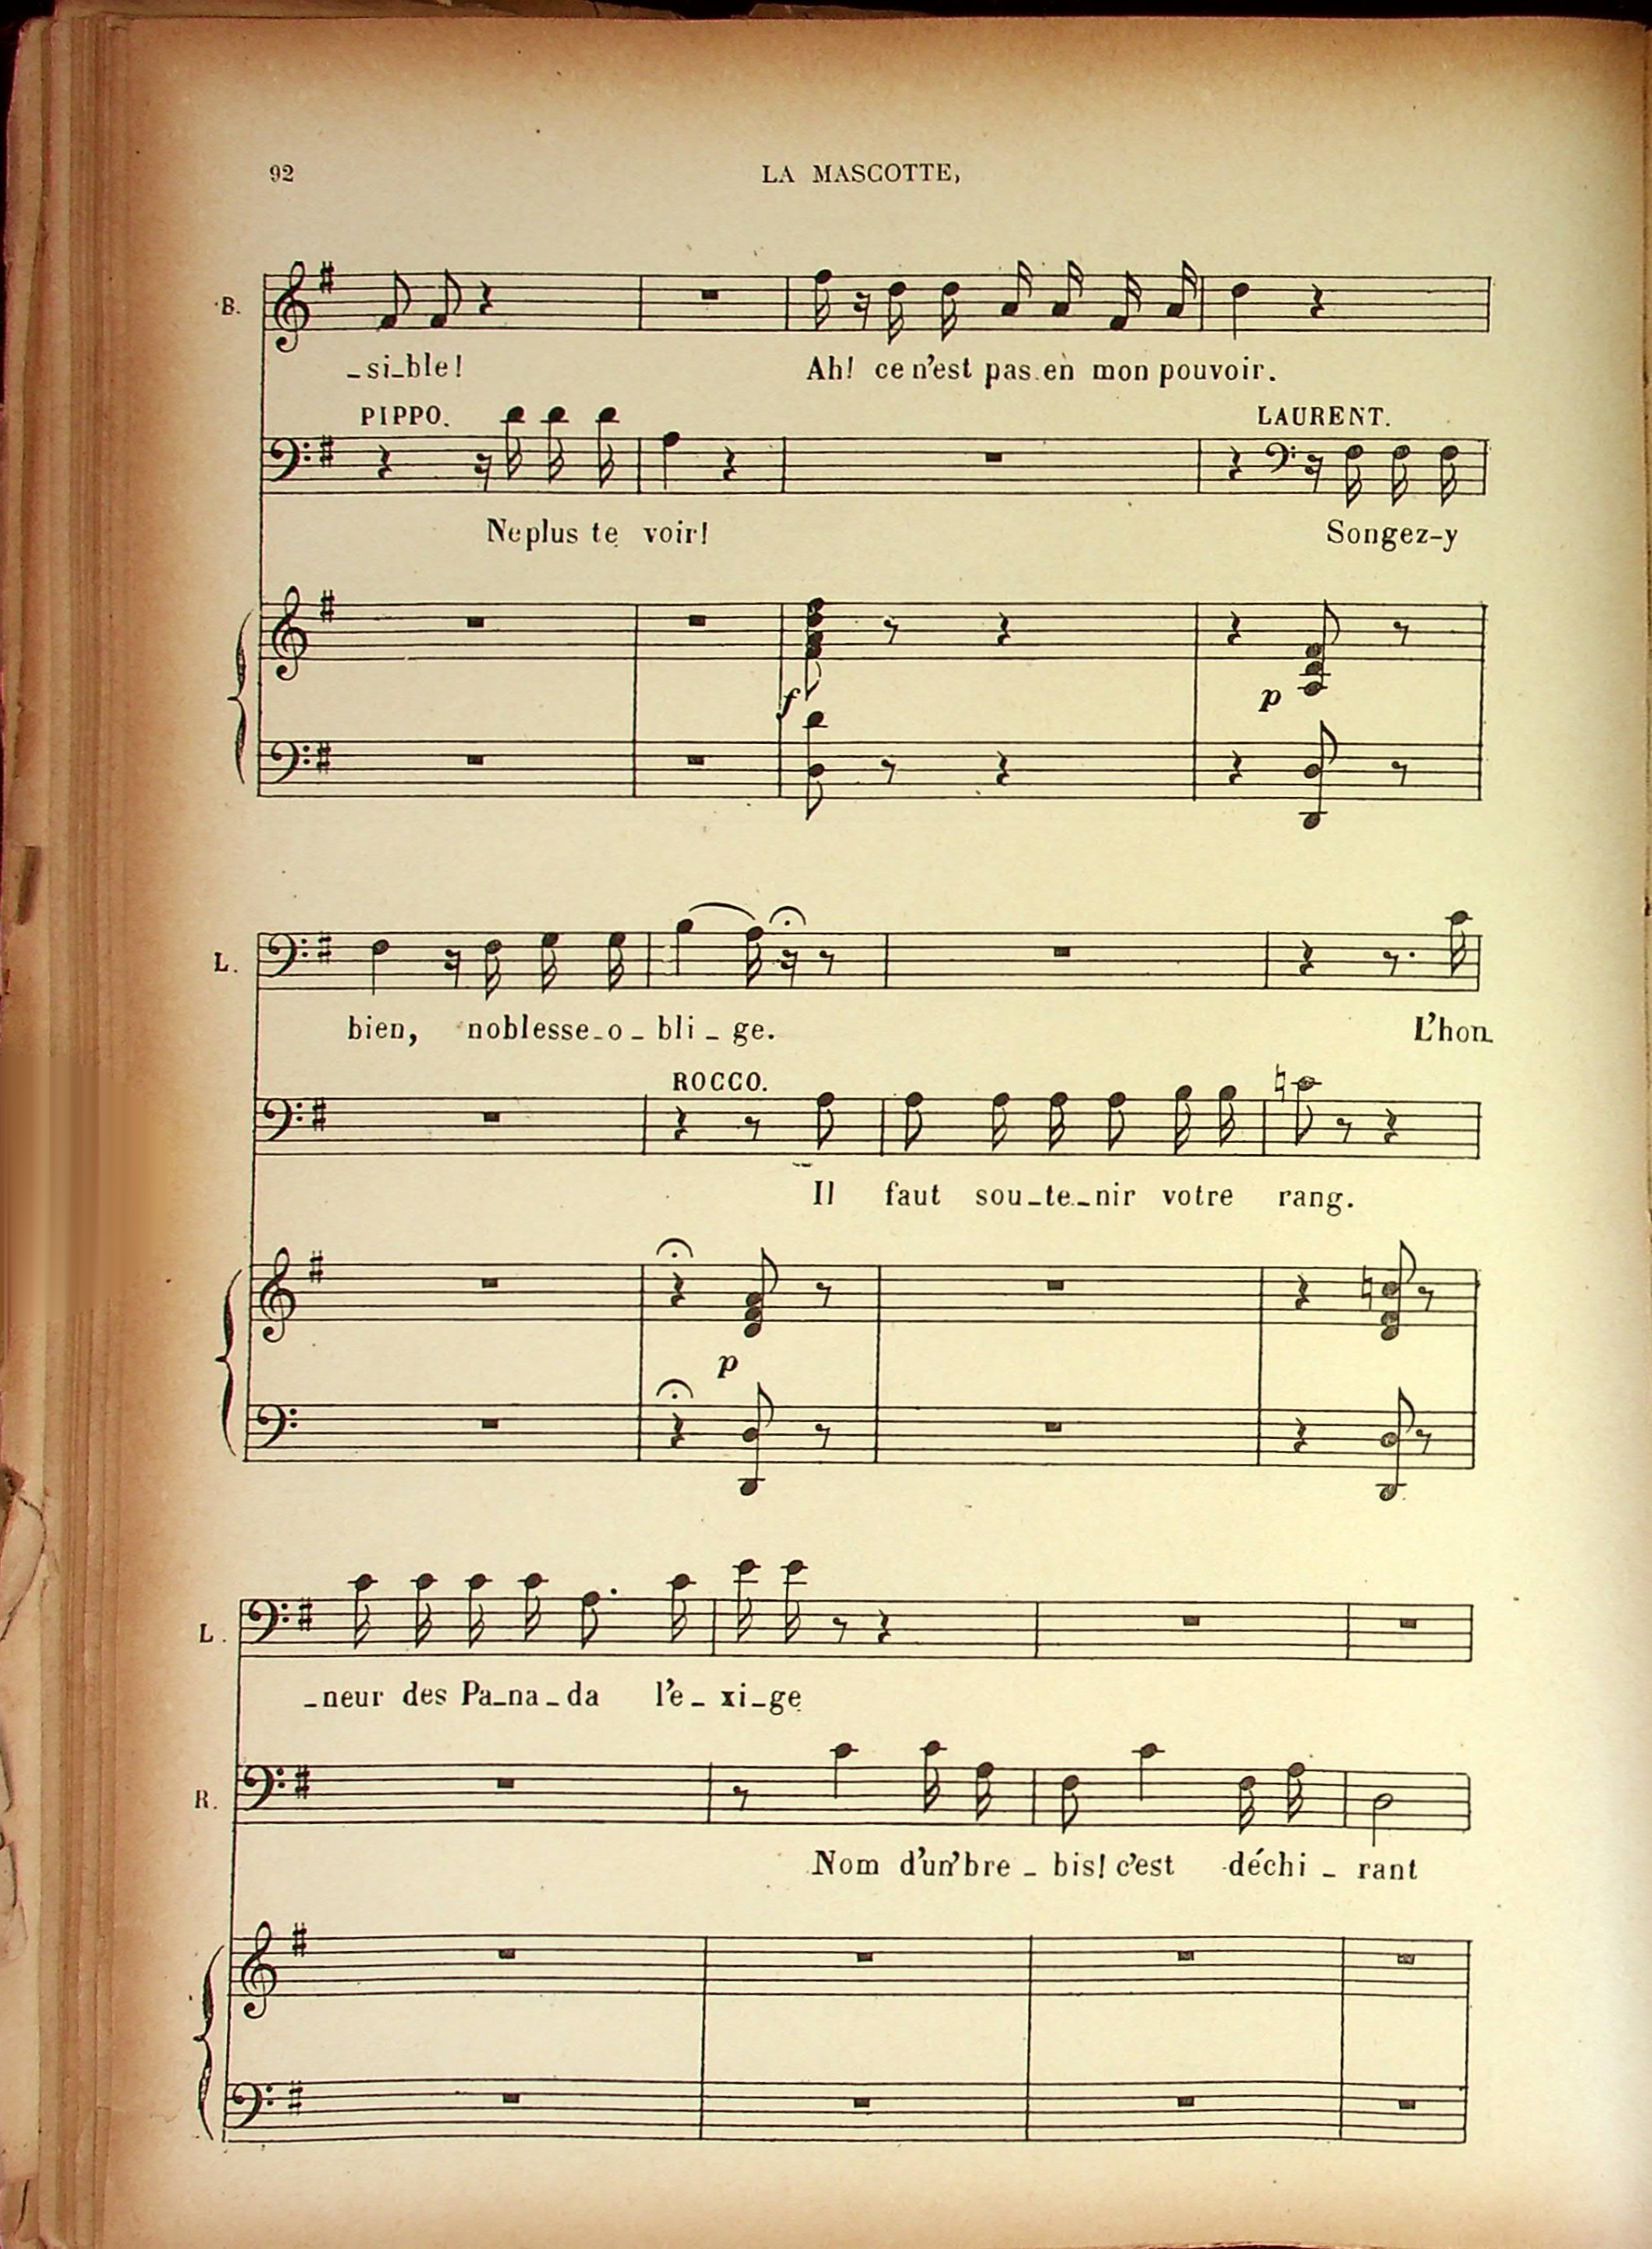 92
LA MASCOTTE,
B.
_si_ble! Ah! ce n'est pas en mon pouvoir.
PIPPO. LAURENT.
Ne plus te voir! Songez-y
f p
L.
bien, noblesse_o_bli_ge. L'hon_
ROCCO.
Il faut sou_te_nir votre rang.
p
L.
_neur des Pa_na_da l'e_xi_ge
R.
Nom d'un' bre_bis! c'est déchi_rant